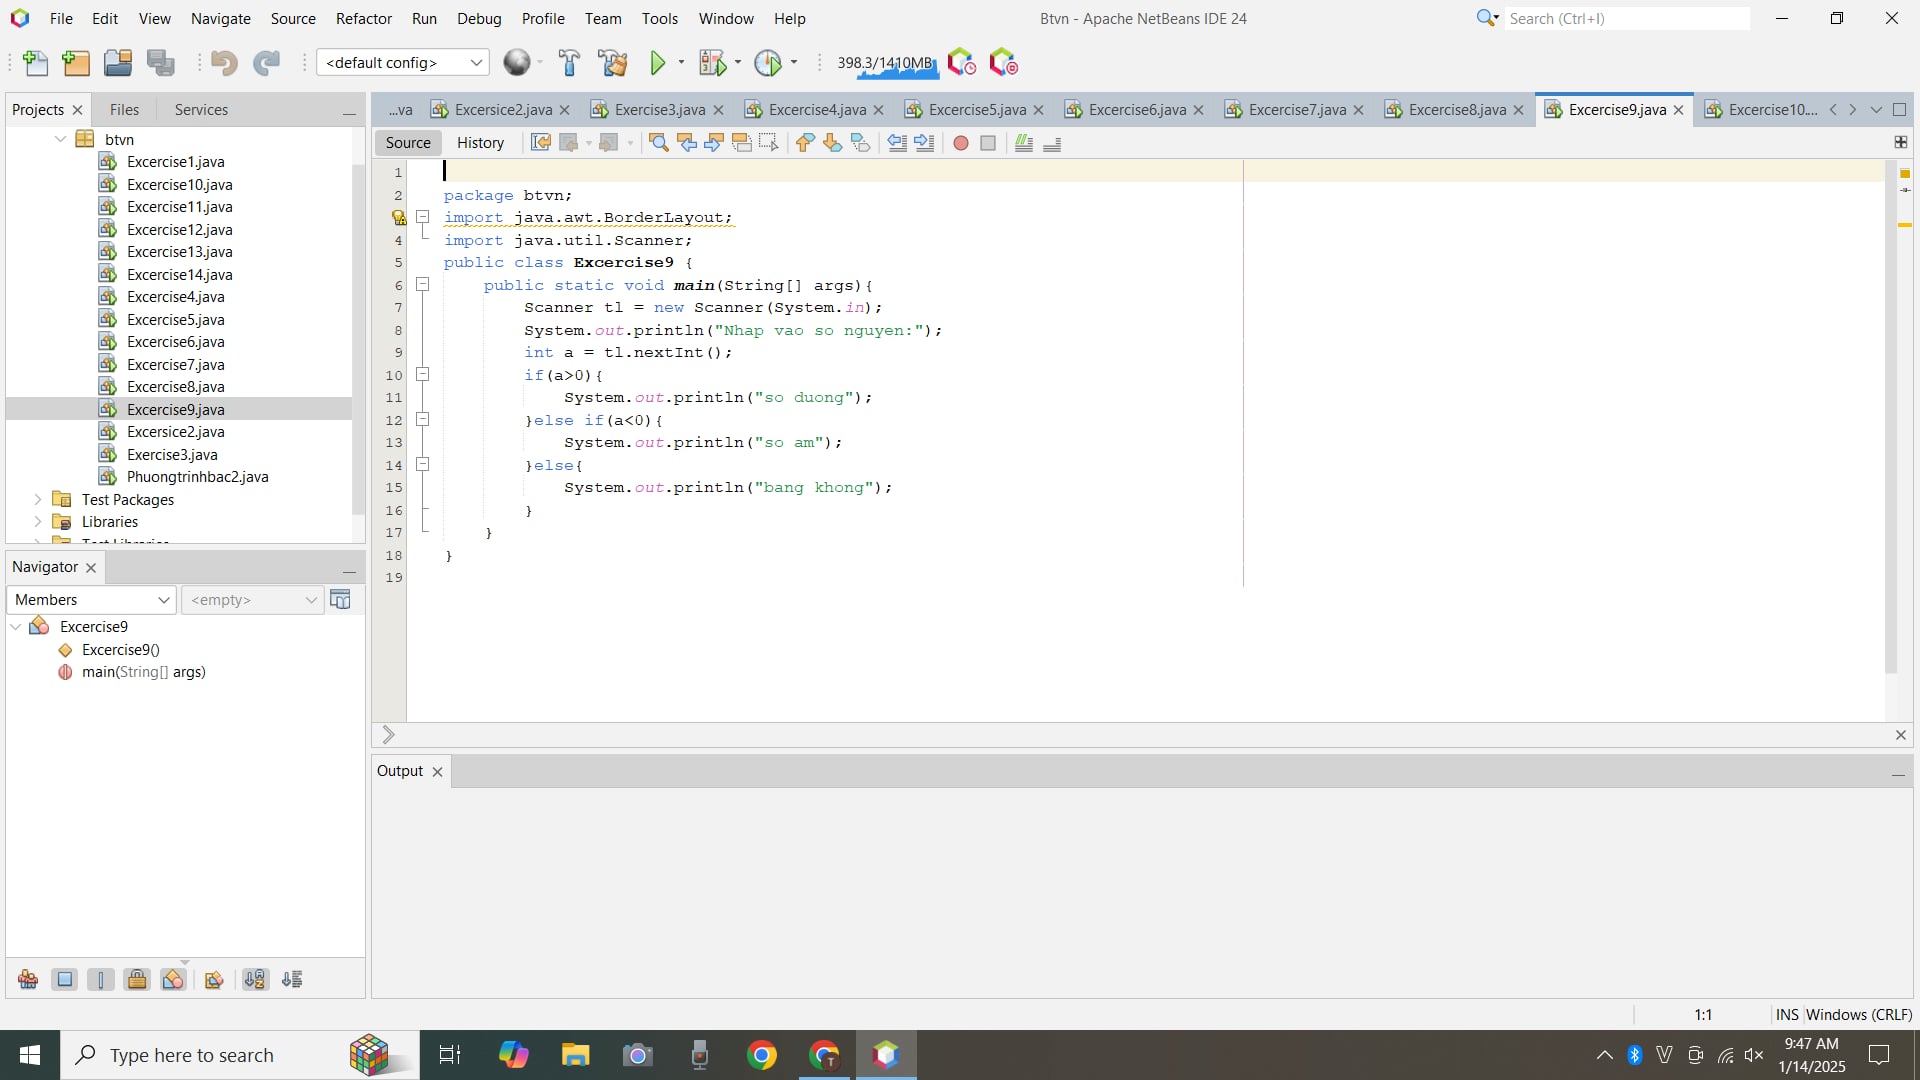 File Edit View Navigate Source Refactor Run Debug Profile Team Tools Window Help
Btvn - Apache NetBeans IDE 24
Search (Ctrl+I)
<default config>
398.3/1410MB
Projects Files Services
...va Excersice2.java Exercise3.java Excercise4.java Excercise5.java Excercise6.java Excercise7.java Excercise8.java Excercise9.java Excercise10....
Source History
btvn
Excercise1.java
Excercise10.java
Excercise11.java
Excercise12.java
Excercise13.java
Excercise14.java
Excercise4.java
Excercise5.java
Excercise6.java
Excercise7.java
Excercise8.java
Excercise9.java
Excersice2.java
Exercise3.java
Phuongtrinhbac2.java
Test Packages
Libraries
Test Libraries
1
2 package btvn;
import java.awt.BorderLayout;
4 import java.util.Scanner;
5 public class Excercise9 {
6 public static void main(String[] args){
7 Scanner tl = new Scanner(System.in);
8 System.out.println("Nhap vao so nguyen:");
9 int a = tl.nextInt();
10 if(a>0){
11 System.out.println("so duong");
12 }else if(a<0){
13 System.out.println("so am");
14 }else{
15 System.out.println("bang khong");
16 }
17 }
18 }
19
Navigator
Members <empty>
Excercise9
Excercise9()
main(String[] args)
Output
1:1 INS Windows (CRLF)
Type here to search
T
9:47 AM
1/14/2025